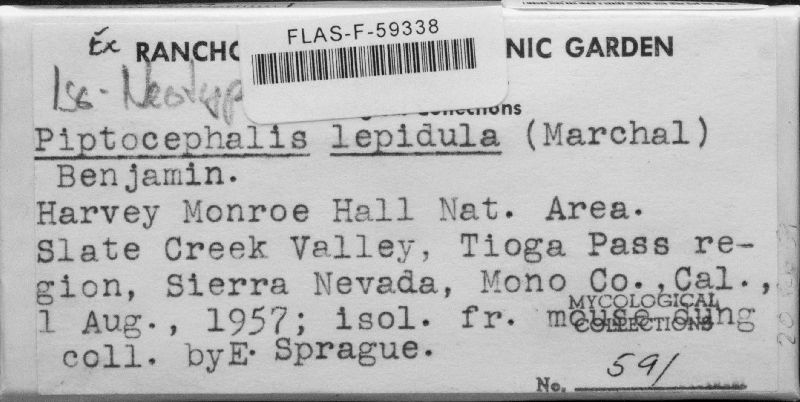 FLAS-F-59338
Ex RANCHO NIC GARDEN
Iso-Neotyp
Collections
Piptocephalis lepidula (Marchal)
Benjamin.
Harvey Monroe Hall Nat. Area.
Slate Creek Valley, Tioga Pass re-
gion, Sierra Nevada, Mono Co., Cal.,
1 Aug., 1957; isol. fr. mouse dung
MYCOLOGICAL
COLLECTIONS
coll. by E. Sprague.
No. 591